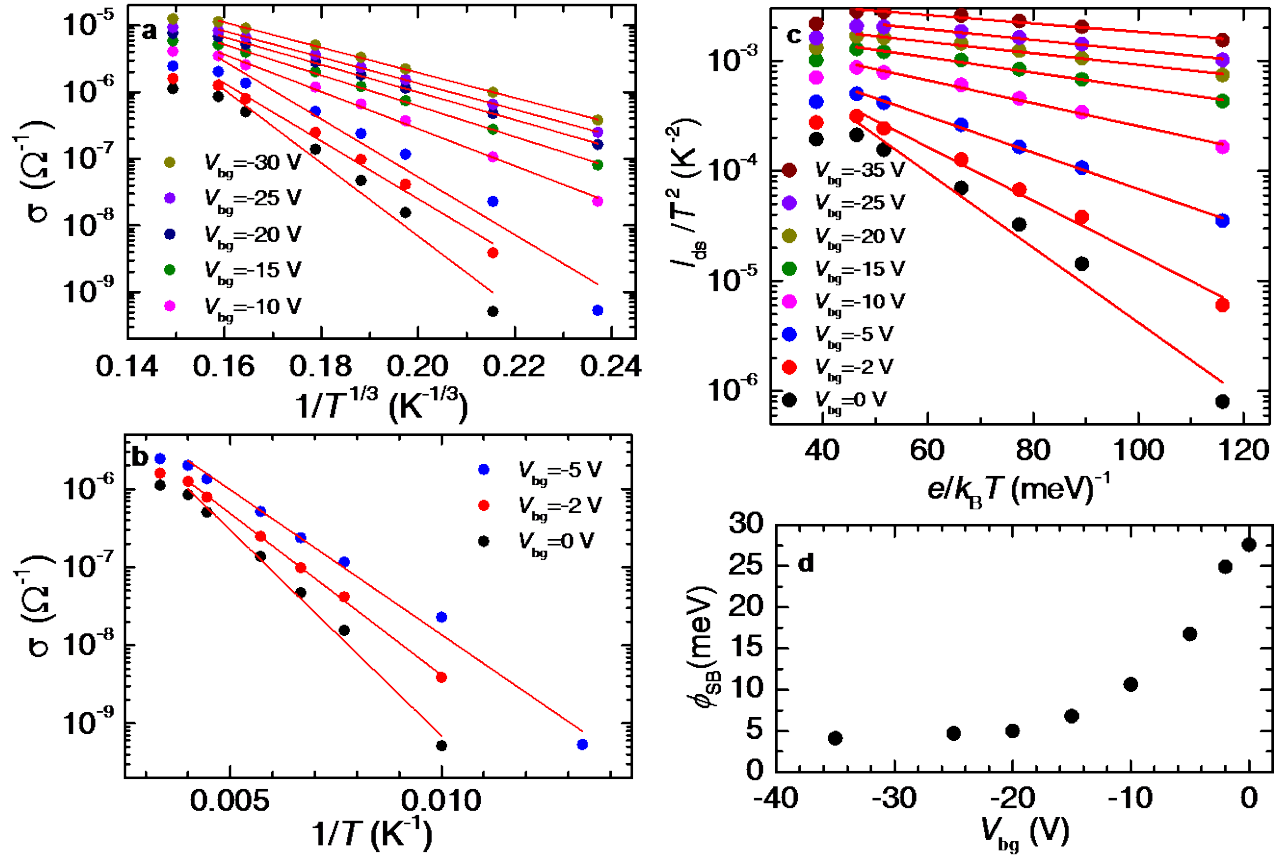 a
10⁻⁵
10⁻⁶
10⁻⁷
10⁻⁸
10⁻⁹
σ (Ω⁻¹)
V_bg=-30 V
V_bg=-25 V
V_bg=-20 V
V_bg=-15 V
V_bg=-10 V
0.14 0.16 0.18 0.20 0.22 0.24
1/T^1/3 (K^-1/3)
b
10⁻⁶
10⁻⁷
10⁻⁸
10⁻⁹
σ (Ω⁻¹)
V_bg=-5 V
V_bg=-2 V
V_bg=0 V
0.005 0.010
1/T (K⁻¹)
c
10⁻³
10⁻⁴
10⁻⁵
10⁻⁶
I_ds/T² (K⁻²)
V_bg=-35 V
V_bg=-25 V
V_bg=-20 V
V_bg=-15 V
V_bg=-10 V
V_bg=-5 V
V_bg=-2 V
V_bg=0 V
40 60 80 100 120
e/k_BT (meV)⁻¹
d
30
25
20
15
10
5
0
ϕ_SB(meV)
-40 -30 -20 -10 0
V_bg (V)